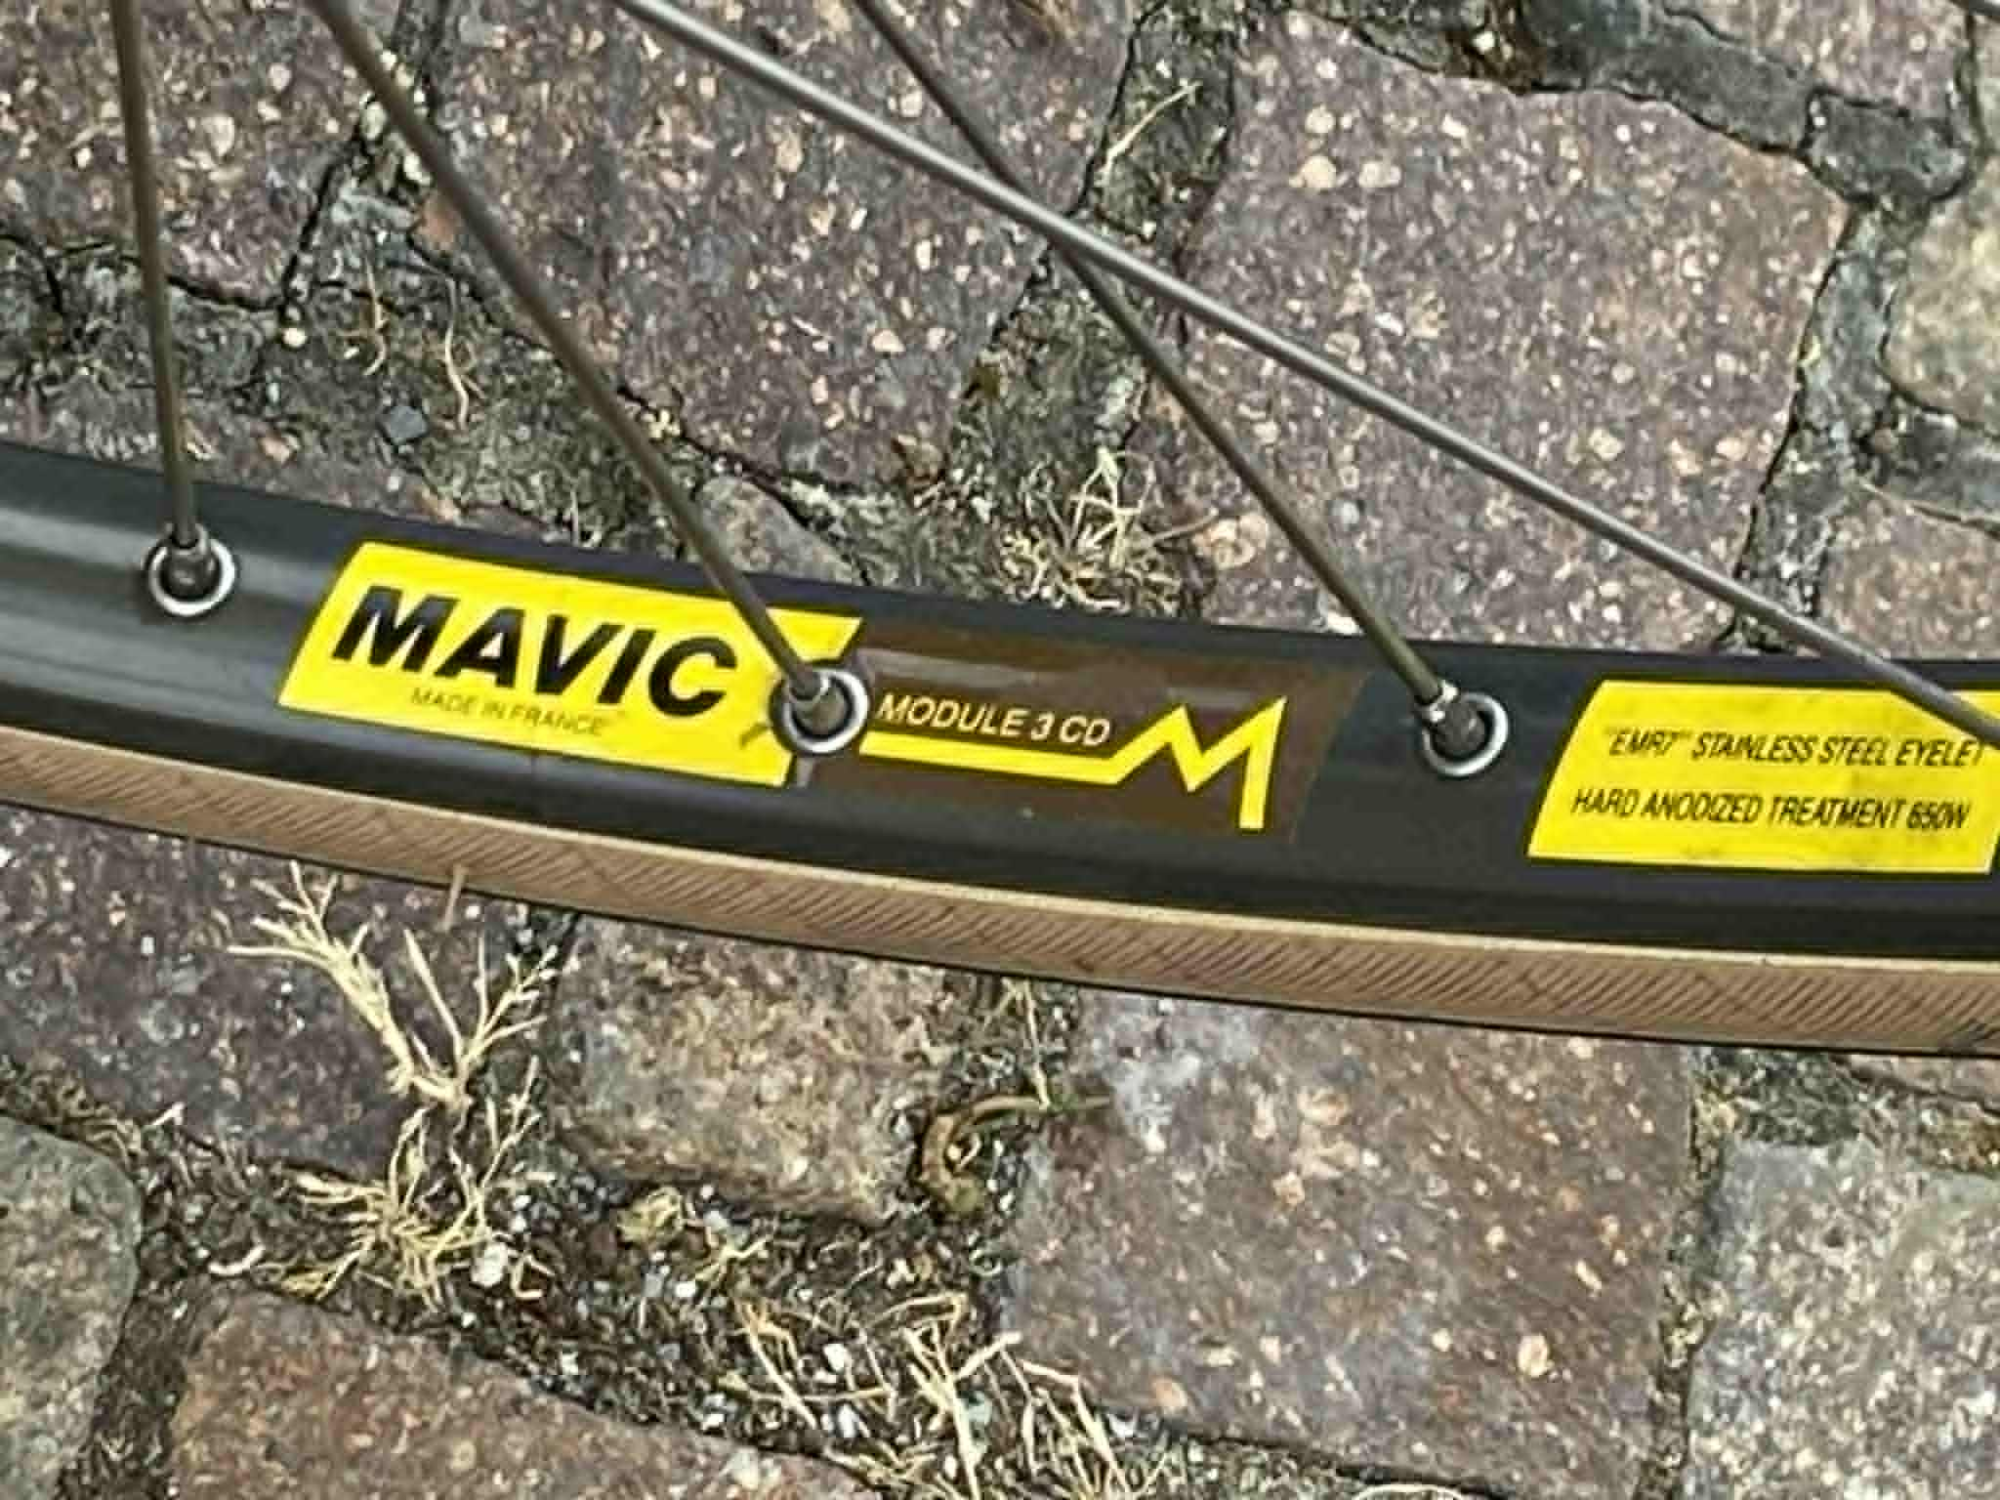 MAVIC
MADE IN FRANCE
MODULE 3 CD
"EMR7" STAINLESS STEEL EYELET
HARD ANODIZED TREATMENT 650W